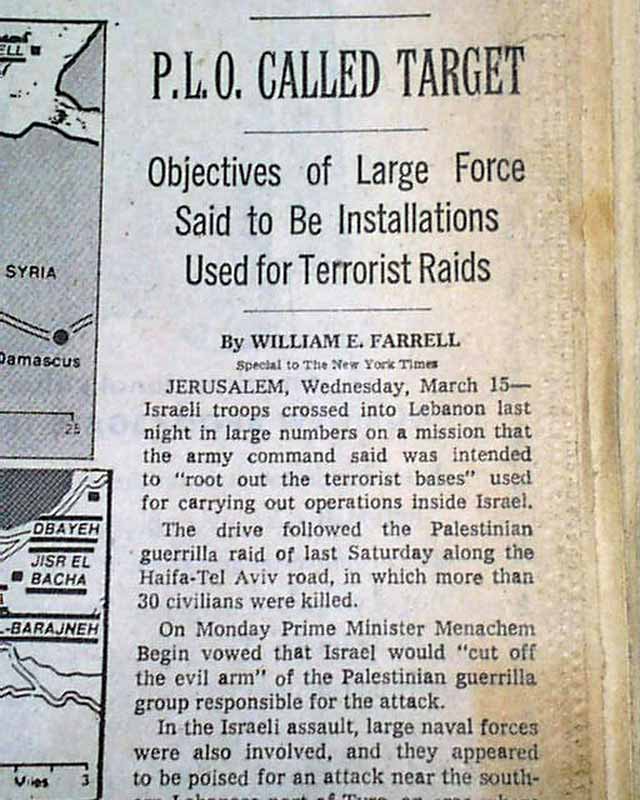 P.L.O. CALLED TARGET
Objectives of Large Force
Said to Be Installations
Used for Terrorist Raids
By WILLIAM E. FARRELL
Special to The New York Times
JERUSALEM, Wednesday, March 15—
Israeli troops crossed into Lebanon last
night in large numbers on a mission that
the army command said was intended
to "root out the terrorist bases" used
for carrying out operations inside Israel.
The drive followed the Palestinian
guerrilla raid of last Saturday along the
Haifa-Tel Aviv road, in which more than
30 civilians were killed.
On Monday Prime Minister Menachem
Begin vowed that Israel would "cut off
the evil arm" of the Palestinian guerrilla
group responsible for the attack.
In the Israeli assault, large naval forces
were also involved, and they appeared
to be poised for an attack near the south-
SYRIA
Damascus
25
DBAYEH
JISR EL
BACHA
L-BARAJNEH
Miles 3